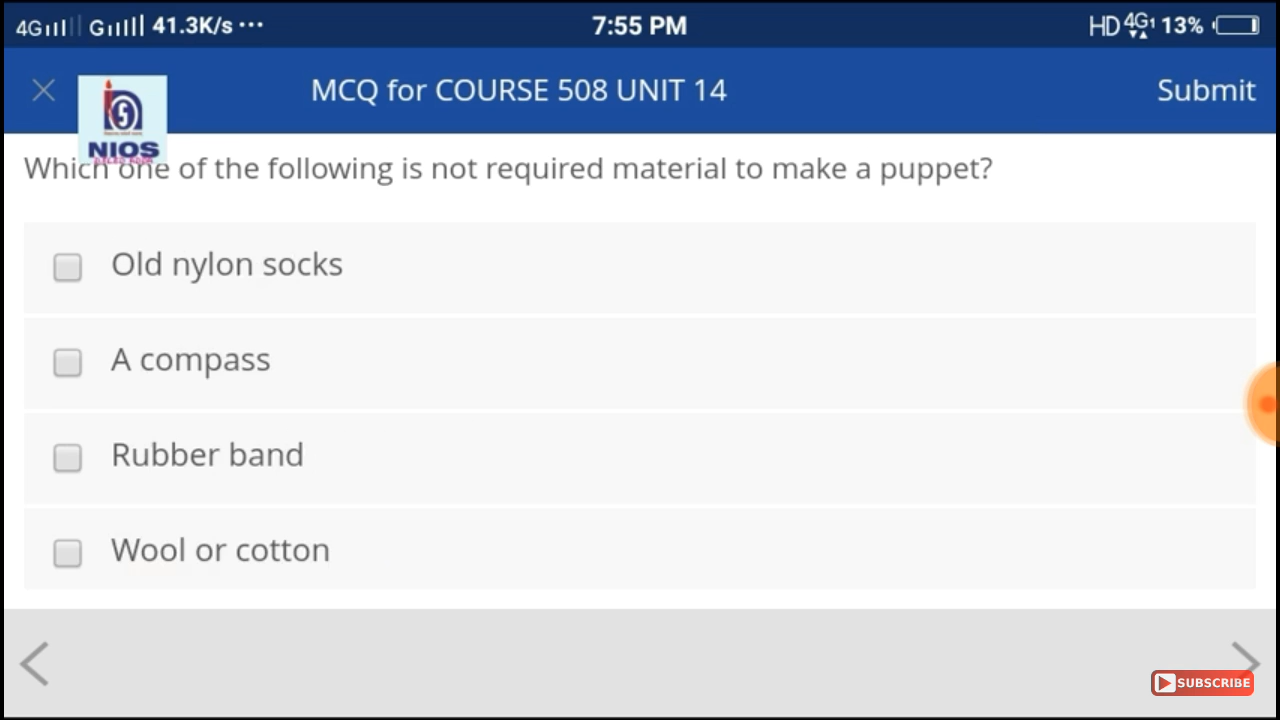 4G G 41.3K/s ··· 7:55 PM HD 4G1 13%
MCQ for COURSE 508 UNIT 14 Submit
NIOS
Which one of the following is not required material to make a puppet?
Old nylon socks
A compass
Rubber band
Wool or cotton
SUBSCRIBE